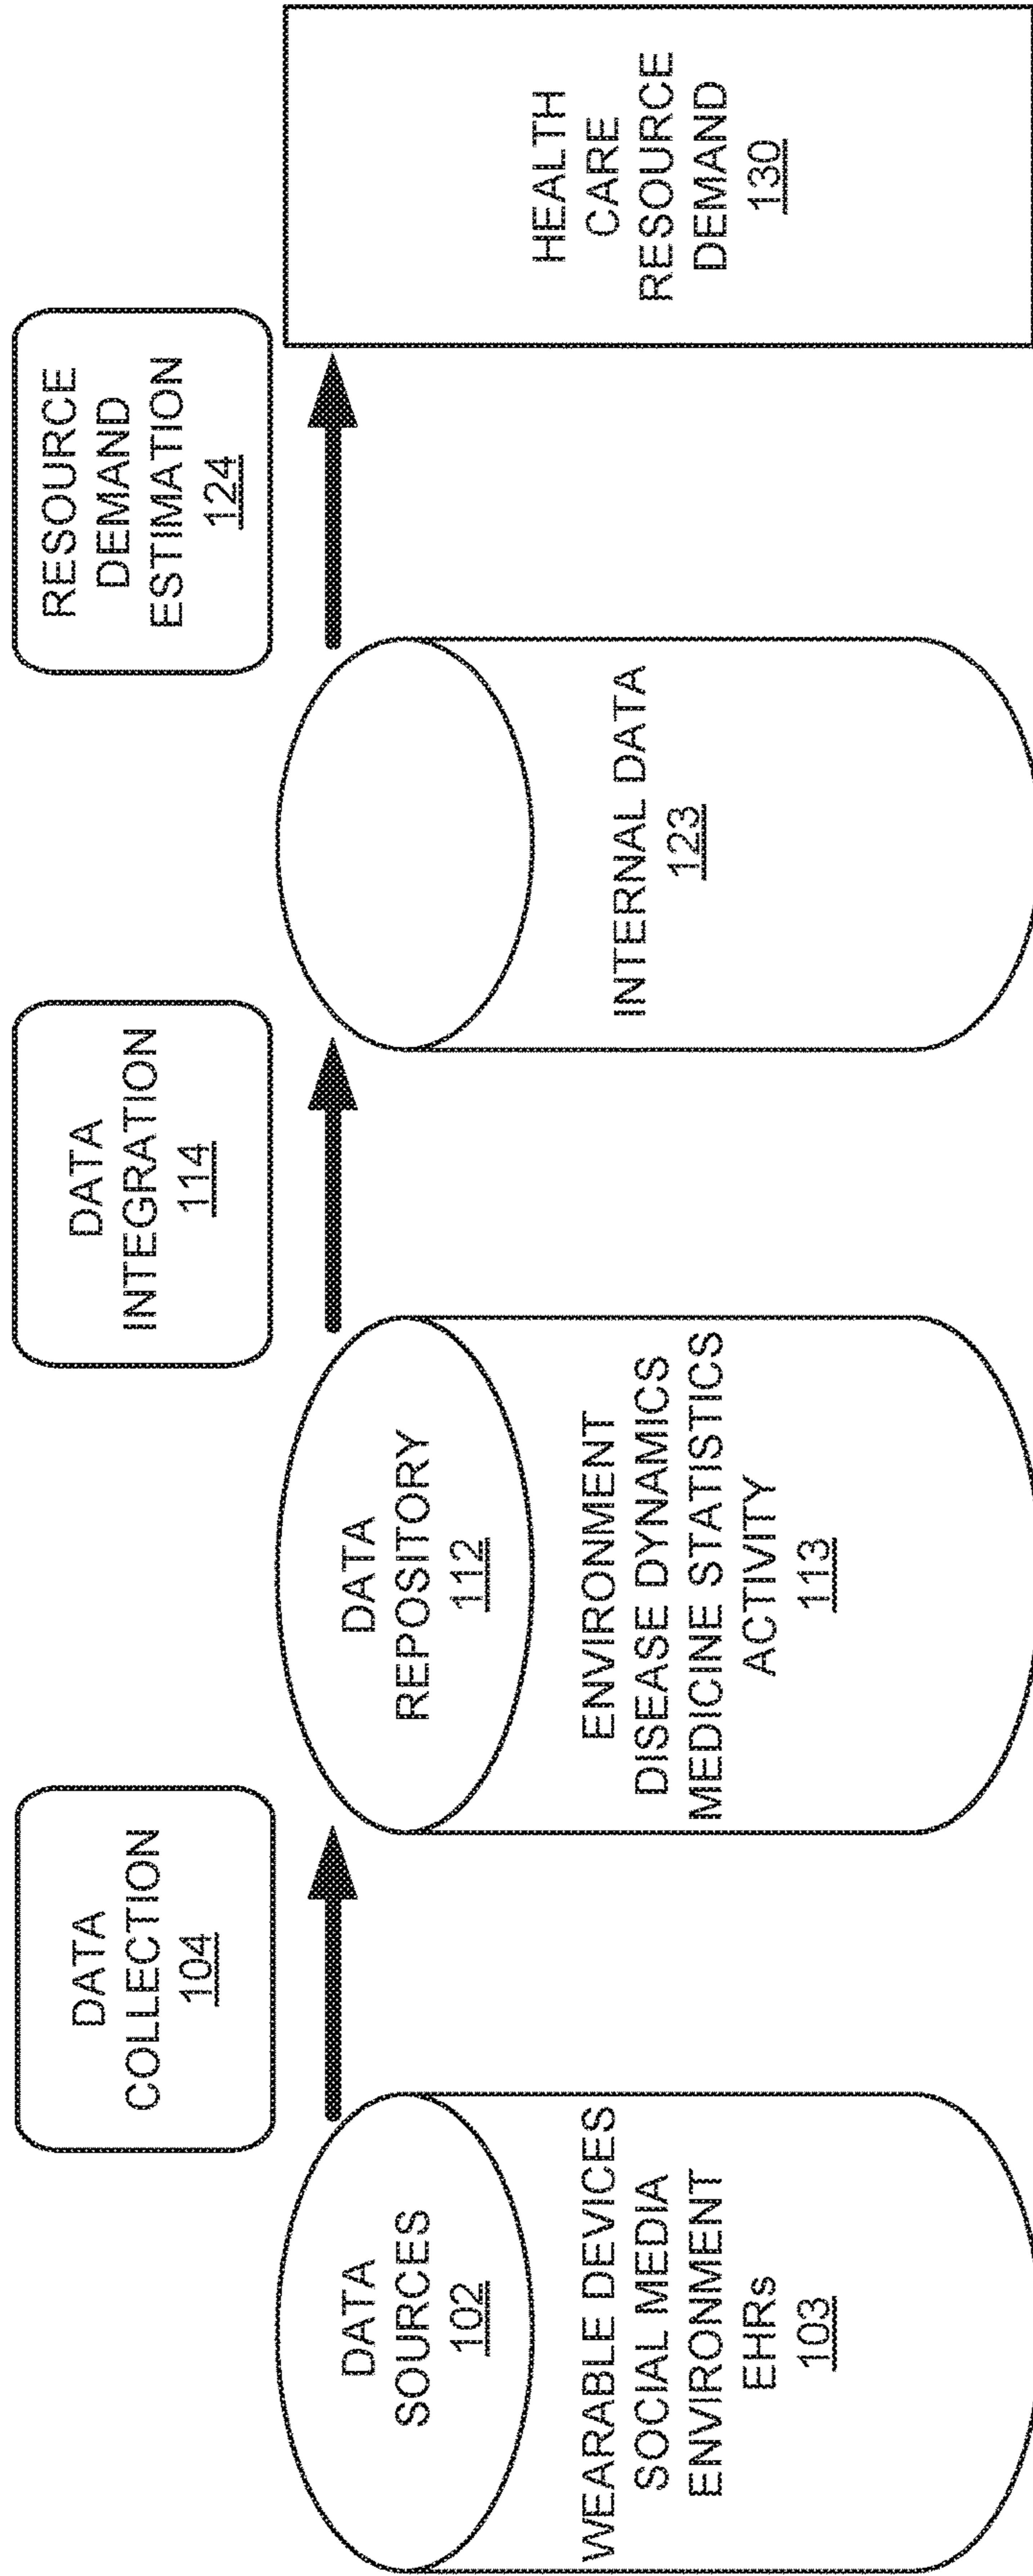 DATA
COLLECTION
104
DATA
INTEGRATION
114
RESOURCE
DEMAND
ESTIMATION
124
DATA
SOURCES
102
WEARABLE DEVICES
SOCIAL MEDIA
ENVIRONMENT
EHRs
103
DATA
REPOSITORY
112
ENVIRONMENT
DISEASE DYNAMICS
MEDICINE STATISTICS
ACTIVITY
113
INTERNAL DATA
123
HEALTH
CARE
RESOURCE
DEMAND
130